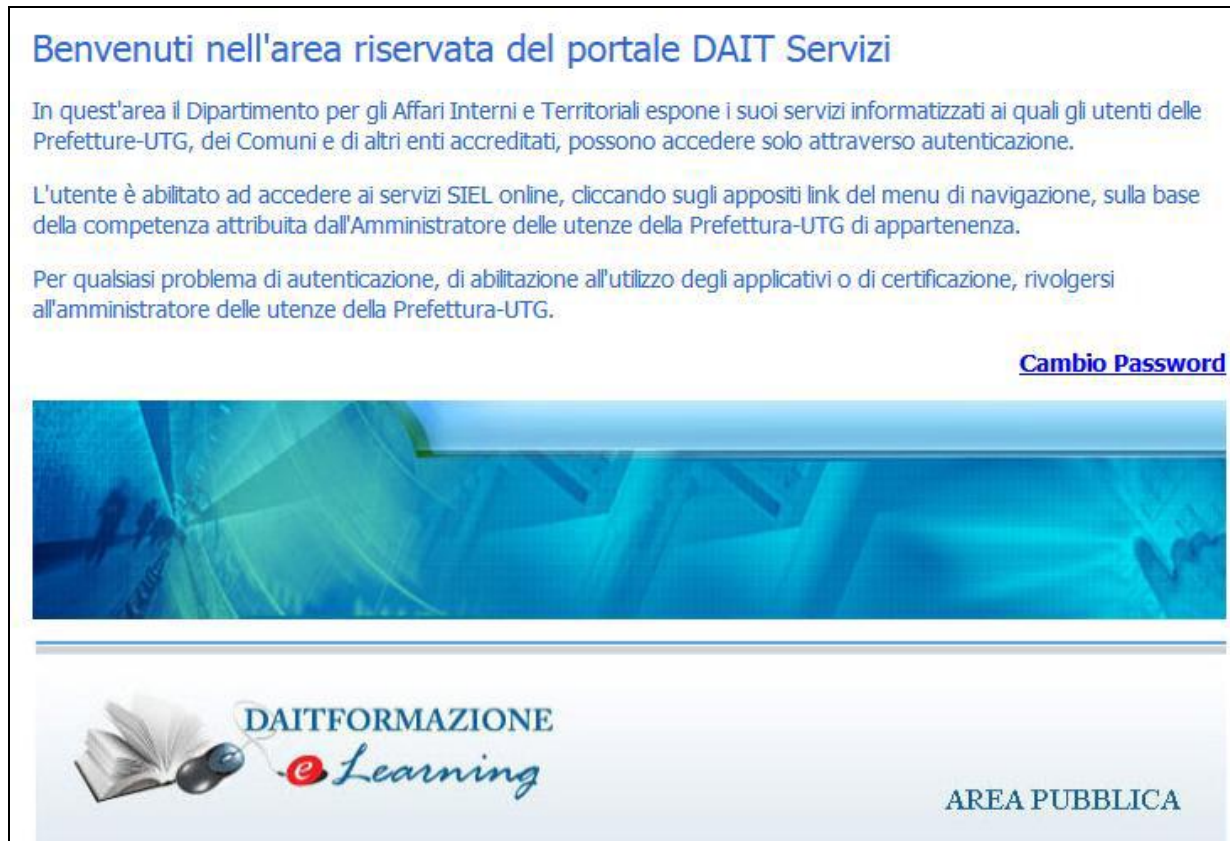 Benvenuti nell'area riservata del portale DAIT Servizi
In quest'area il Dipartimento per gli Affari Interni e Territoriali espone i suoi servizi informatizzati ai quali gli utenti delle
Prefetture-UTG, dei Comuni e di altri enti accreditati, possono accedere solo attraverso autenticazione.
L'utente è abilitato ad accedere ai servizi SIEL online, cliccando sugli appositi link del menu di navigazione, sulla base
della competenza attribuita dall'Amministratore delle utenze della Prefettura-UTG di appartenenza.
Per qualsiasi problema di autenticazione, di abilitazione all'utilizzo degli applicativi o di certificazione, rivolgersi
all'amministratore delle utenze della Prefettura-UTG.
Cambio Password
DAITFORMAZIONE
e Learning
AREA PUBBLICA